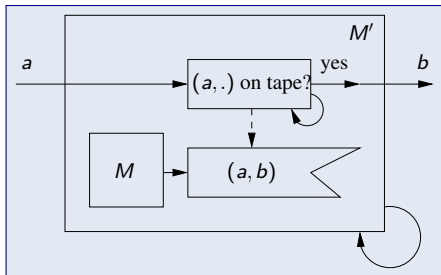 M′
a
(a,.) on tape?
yes
b
M
(a,b)